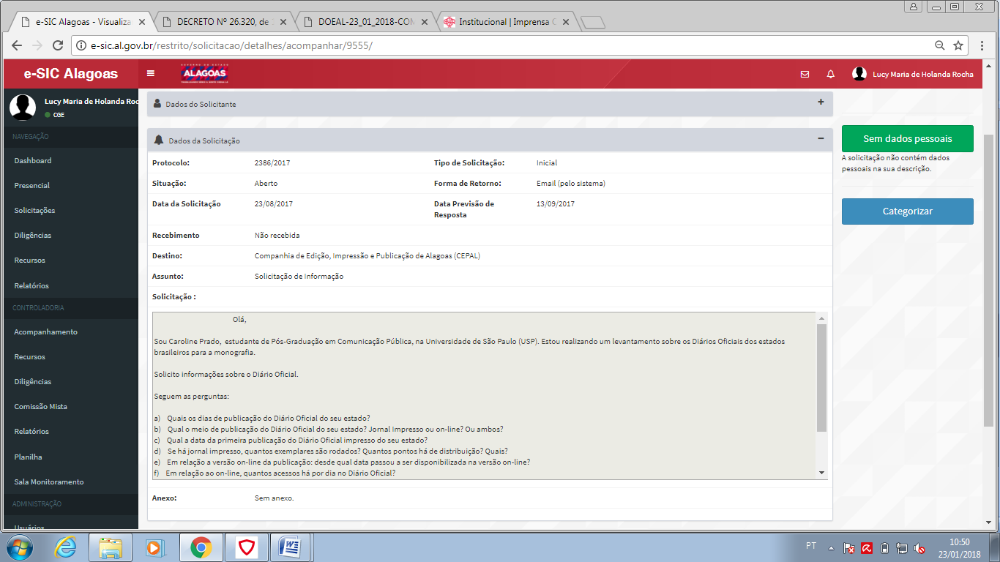 e-SIC Alagoas - Visualiza
DECRETO Nº 26.320, de
DOEAL-23_01_2018-COM
Institucional | Imprensa O
e-sic.al.gov.br/restrito/solicitacao/detalhes/acompanhar/9555/
e-SIC Alagoas
ALAGOAS
Lucy Maria de Holanda Rocha
Lucy Maria de Holanda Roc
CGE
NAVEGAÇÃO
Dashboard
Presencial
Solicitações
Diligências
Recursos
Relatórios
CONTROLADORIA
Acompanhamento
Recursos
Diligências
Comissão Mista
Relatórios
Planilha
Sala Monitoramento
ADMINISTRAÇÃO
Usuários
Dados do Solicitante
Dados da Solicitação
Protocolo: 2386/2017 Tipo de Solicitação: Inicial
Situação: Aberto Forma de Retorno: Email (pelo sistema)
Data da Solicitação 23/08/2017 Data Previsão de 13/09/2017
Resposta
Recebimento Não recebida
Destino: Companhia de Edição, Impressão e Publicação de Alagoas (CEPAL)
Assunto: Solicitação de Informação
Solicitação :
Olá,
Sou Caroline Prado, estudante de Pós-Graduação em Comunicação Pública, na Universidade de São Paulo (USP). Estou realizando um levantamento sobre os Diários Oficiais dos estados
brasileiros para a monografia.
Solicito informações sobre o Diário Oficial.
Seguem as perguntas:
a) Quais os dias de publicação do Diário Oficial do seu estado?
b) Qual o meio de publicação do Diário Oficial do seu estado? Jornal Impresso ou on-line? Ou ambos?
c) Qual a data da primeira publicação do Diário Oficial impresso do seu estado?
d) Se há jornal impresso, quantos exemplares são rodados? Quantos pontos há de distribuição? Quais?
e) Em relação a versão on-line da publicação: desde qual data passou a ser disponibilizada na versão on-line?
f) Em relação ao on-line, quantos acessos há por dia no Diário Oficial?
Anexo: Sem anexo.
Sem dados pessoais
A solicitação não contém dados
pessoais na sua descrição.
Categorizar
PT
10:50
23/01/2018